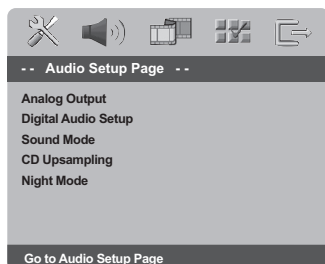 - -  Audio Setup Page  - -
Analog Output
Digital Audio Setup
Sound Mode
CD Upsampling
Night Mode
Go to Audio Setup Page